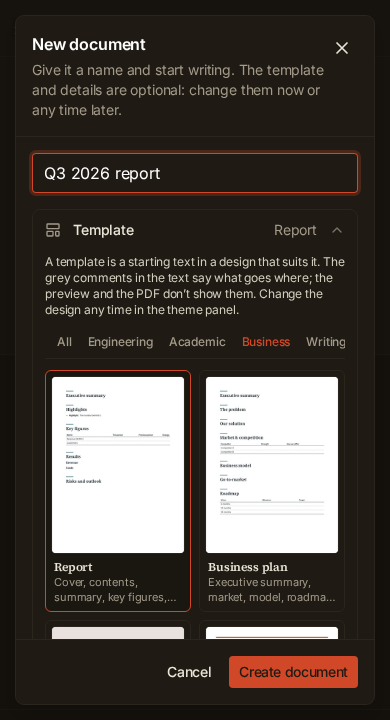 New document
Give it a name and start writing. The template
and details are optional: change them now or
any time later.
Q3 2026 report
Template
Report
A template is a starting text in a design that suits it. The
grey comments in the text say what goes where; the
preview and the PDF don't show them. Change the
design any time in the theme panel.
All Engineering Academic Business Writing
Executive summary
Highlights
Key figures
Results
Risks and outlook
Executive summary
The problem
Our solution
Market & competition
Business model
Go-to-market
Roadmap
Report
Cover, contents,
summary, key figures,...
Business plan
Executive summary,
market, model, roadma...
Cancel
Create document